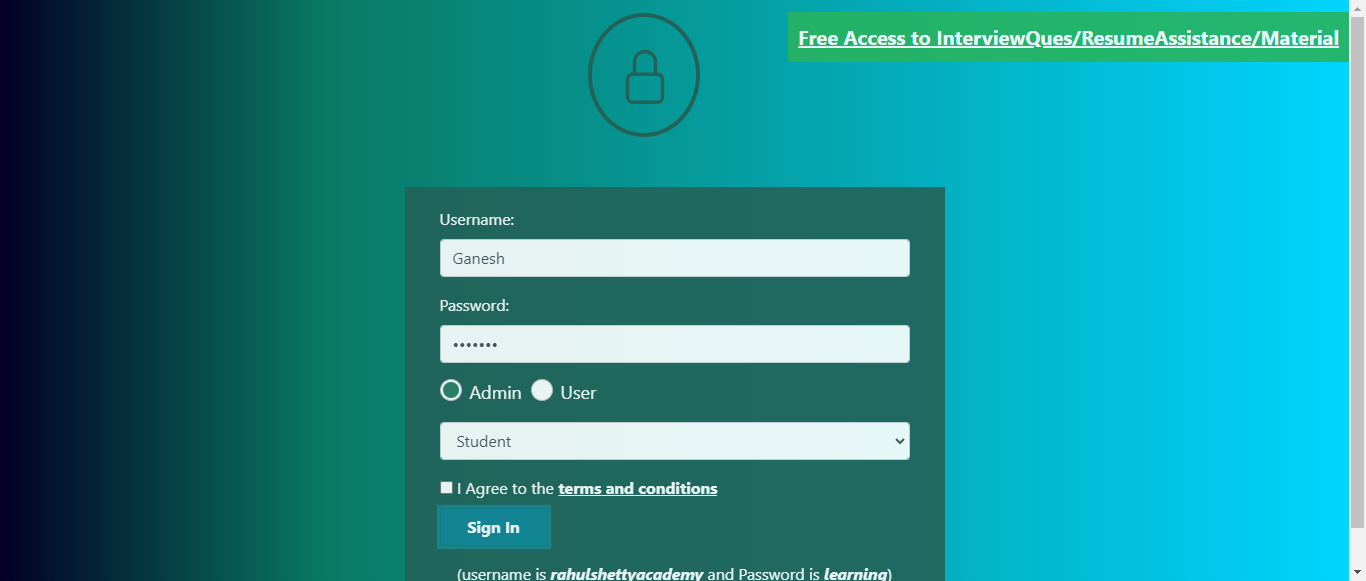 Free Access to InterviewQues/ResumeAssistance/Material
Username:
Ganesh
Password:
•••••••
Admin User
Student
I Agree to the terms and conditions
Sign In
(username is rahulshettyacademy and Password is learning)